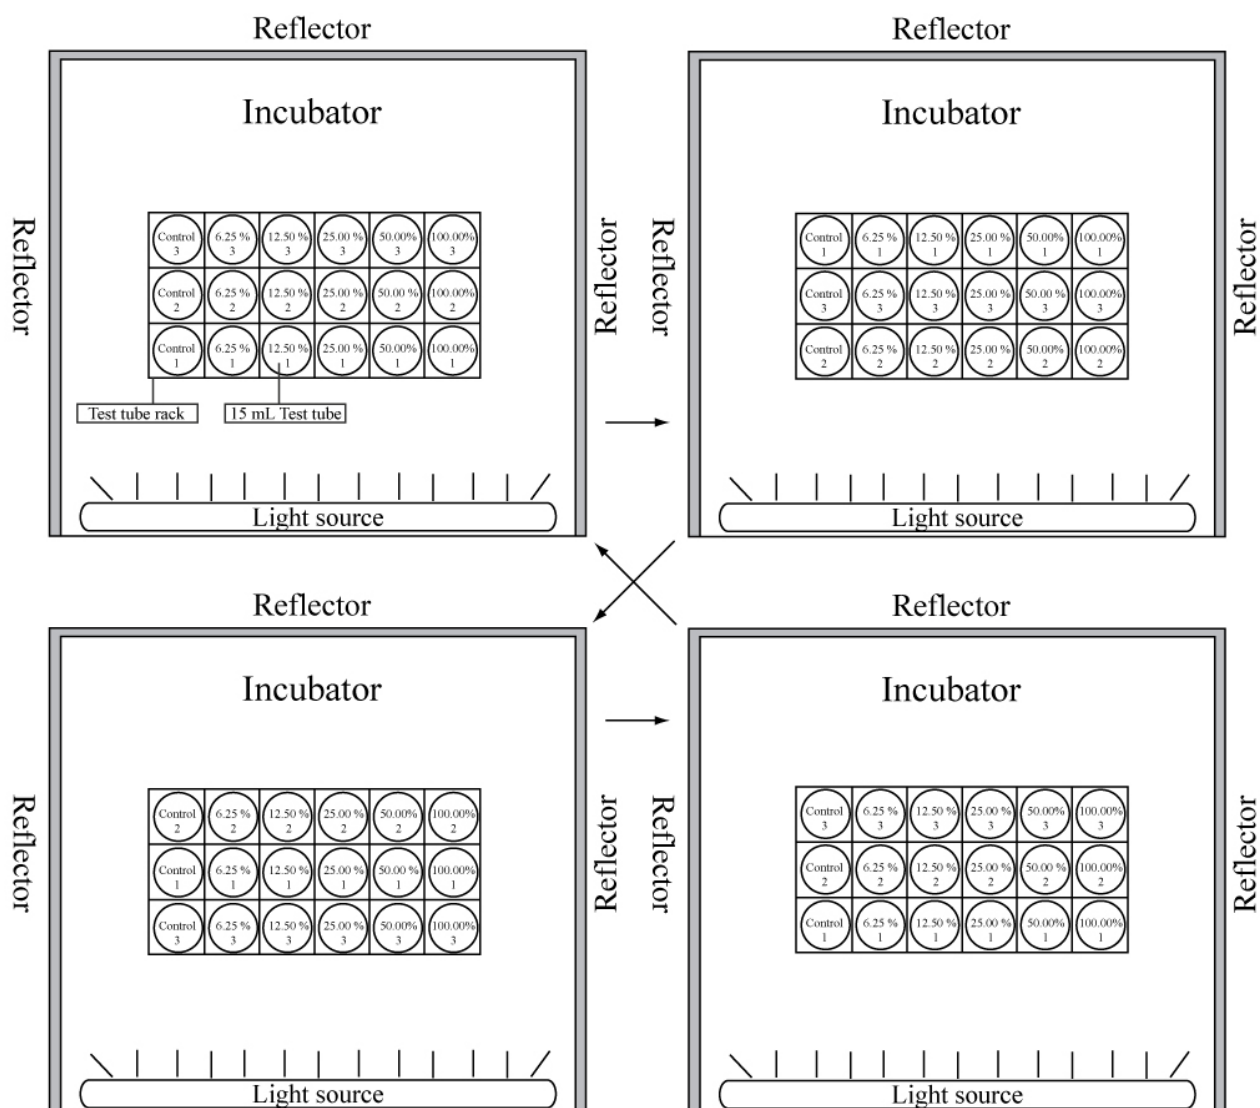 Reflector
Incubator
Reflector
Reflector
Control 6.25 % 12.50 % 25.00 % 50.00% 100.00%
3 3 3 3 3 3
Control 6.25 % 12.50 % 25.00 % 50.00 % 100.00%
2 2 2 2 2 2
Control 6.25 % 12.50 % 25.00 % 50.00% 100.00%
1 1 1 1 1 1
Test tube rack
15 mL Test tube
Light source
Reflector
Incubator
Reflector
Reflector
Control 6.25 % 12.50 % 25.00 % 50.00% 100.00%
1 1 1 1 1 1
Control 6.25 % 12.50 % 25.00 % 50.00 % 100.00%
3 3 3 3 3 3
Control 6.25 % 12.50 % 25.00 % 50.00% 100.00%
2 2 2 2 2 2
Light source
Reflector
Incubator
Reflector
Reflector
Control 6.25 % 12.50 % 25.00 % 50.00% 100.00%
2 2 2 2 2 2
Control 6.25 % 12.50 % 25.00 % 50.00 % 100.00%
1 1 1 1 1 1
Control 6.25 % 12.50 % 25.00 % 50.00% 100.00%
3 3 3 3 3 3
Light source
Reflector
Incubator
Reflector
Reflector
Control 6.25 % 12.50 % 25.00 % 50.00% 100.00%
3 3 3 3 3 3
Control 6.25 % 12.50 % 25.00 % 50.00 % 100.00%
2 2 2 2 2 2
Control 6.25 % 12.50 % 25.00 % 50.00% 100.00%
1 1 1 1 1 1
Light source